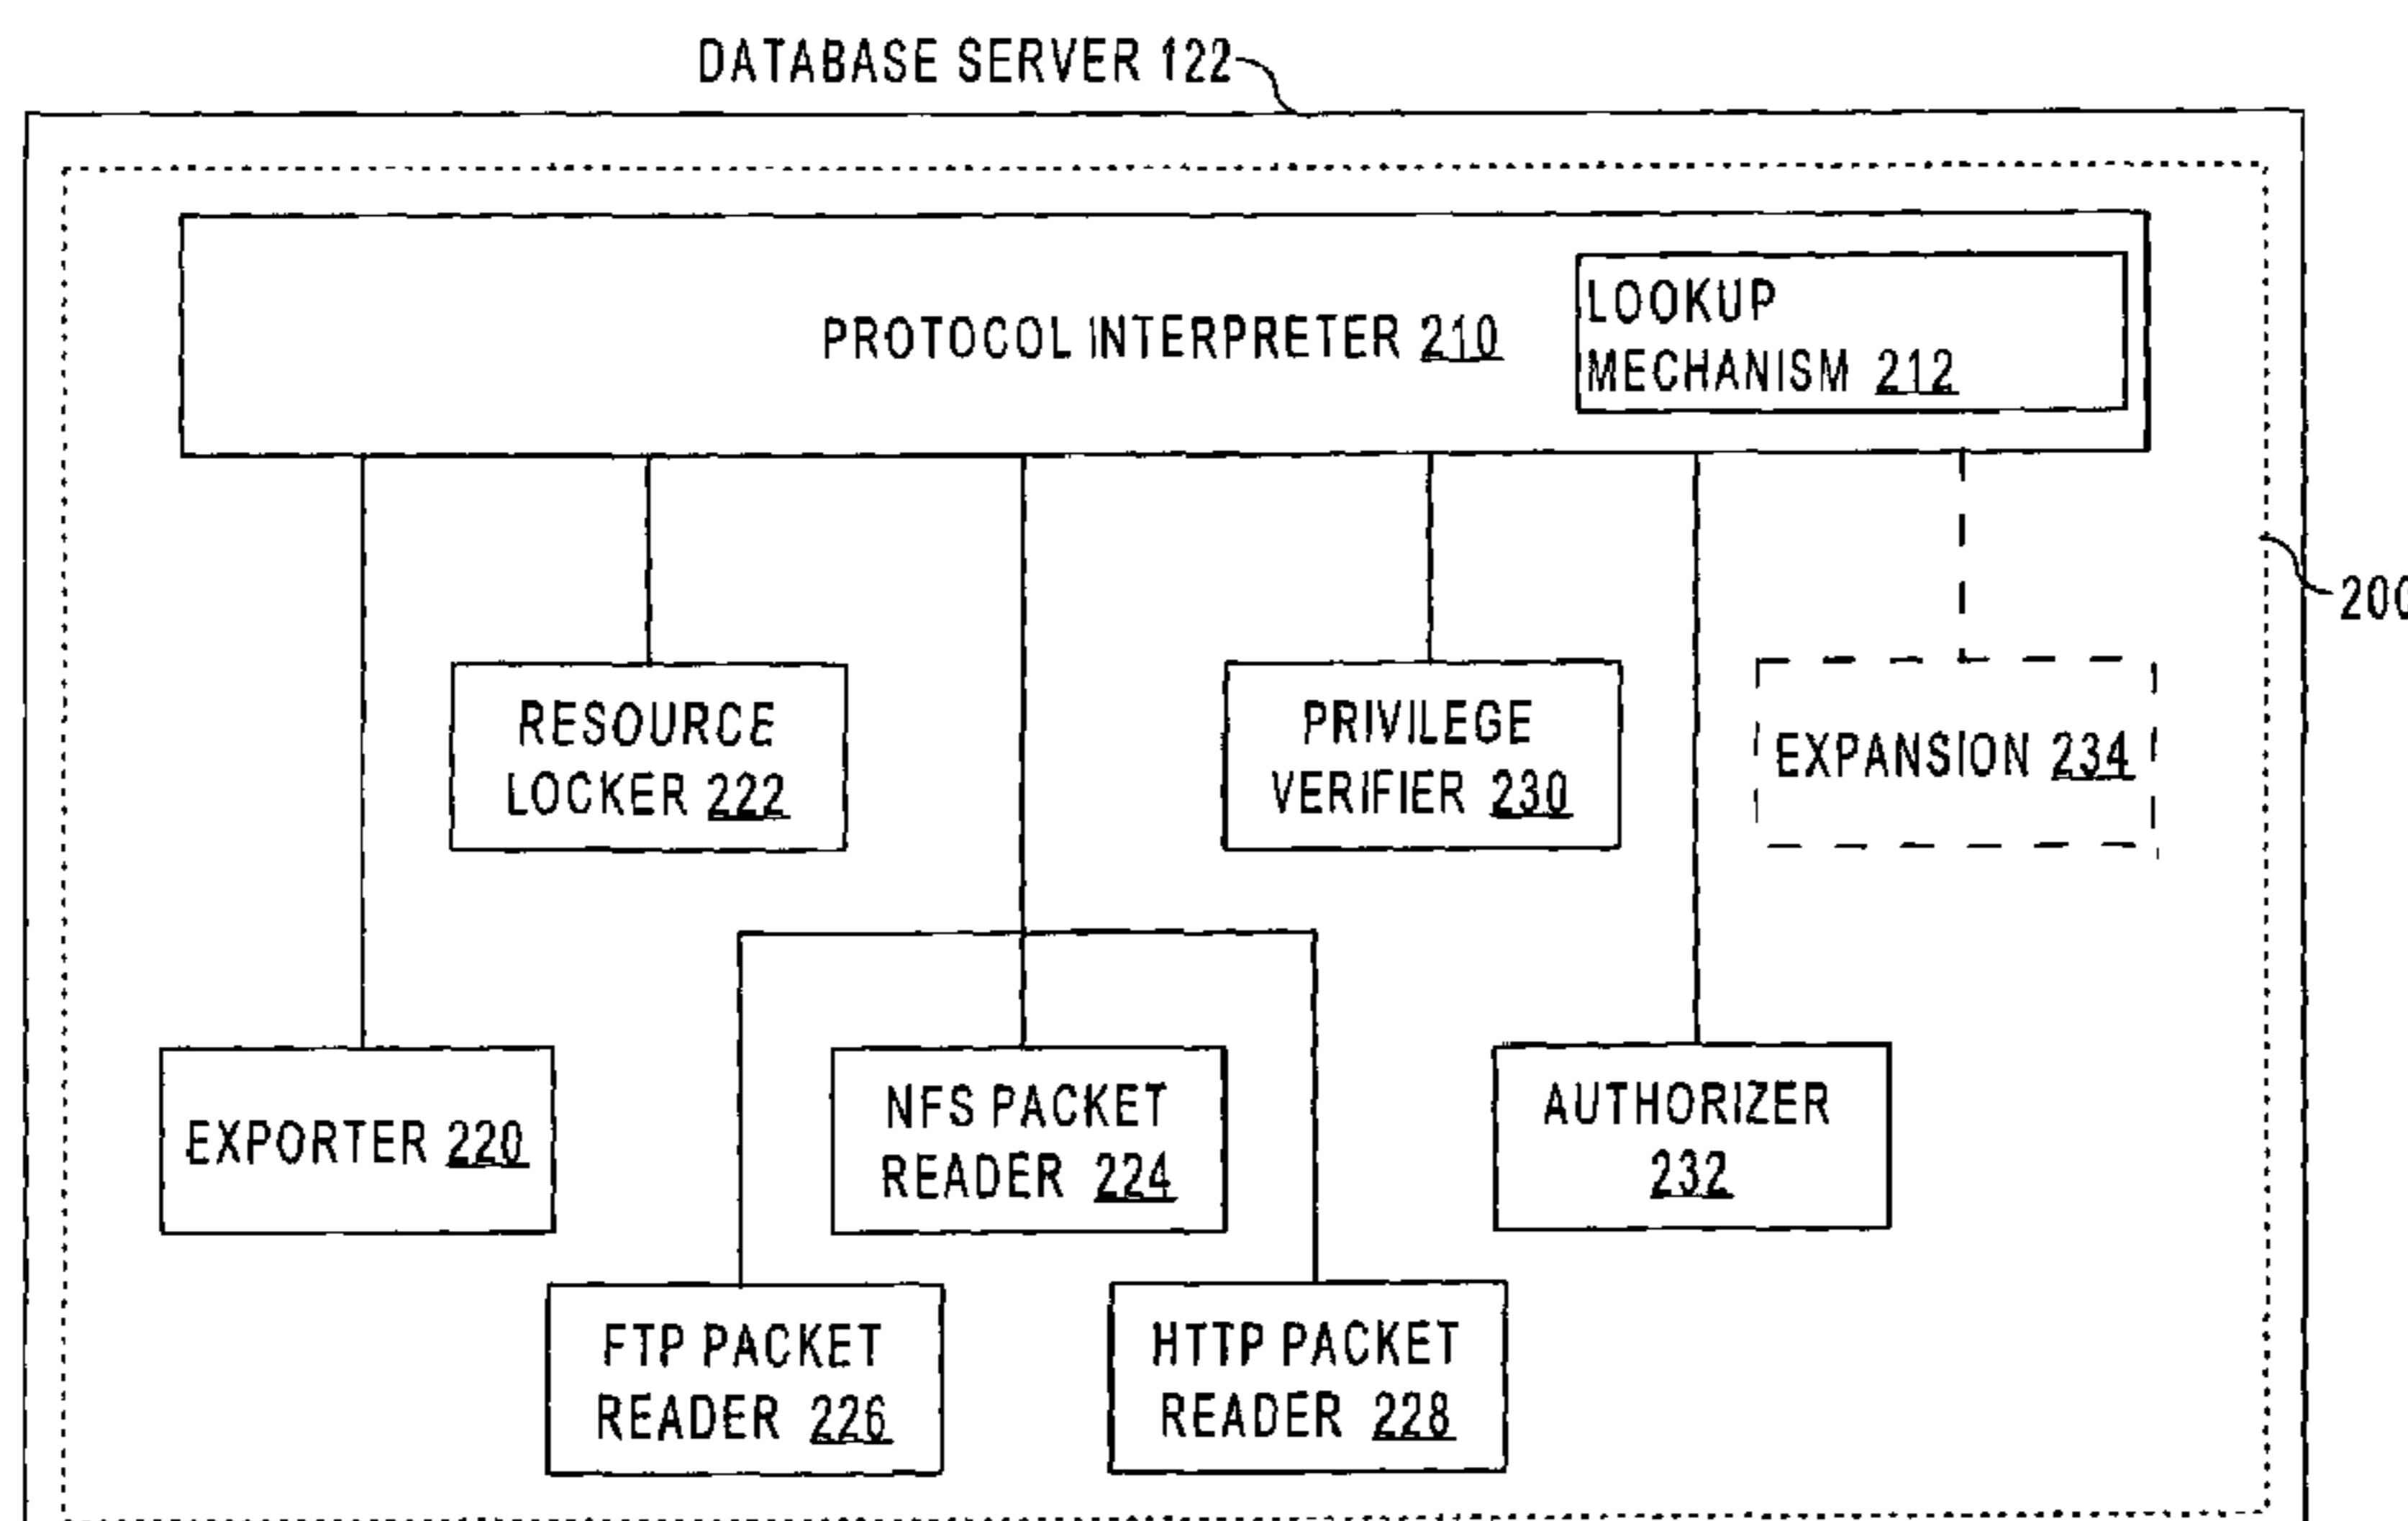 DATABASE SERVER 122
PROTOCOL INTERPRETER 210
LOOKUP
MECHANISM 212
200
RESOURCE
LOCKER 222
PRIVILEGE
VERIFIER 230
EXPANSION 234
EXPORTER 220
NFS PACKET
READER 224
AUTHORIZER
232
FTP PACKET
READER 226
HTTP PACKET
READER 228